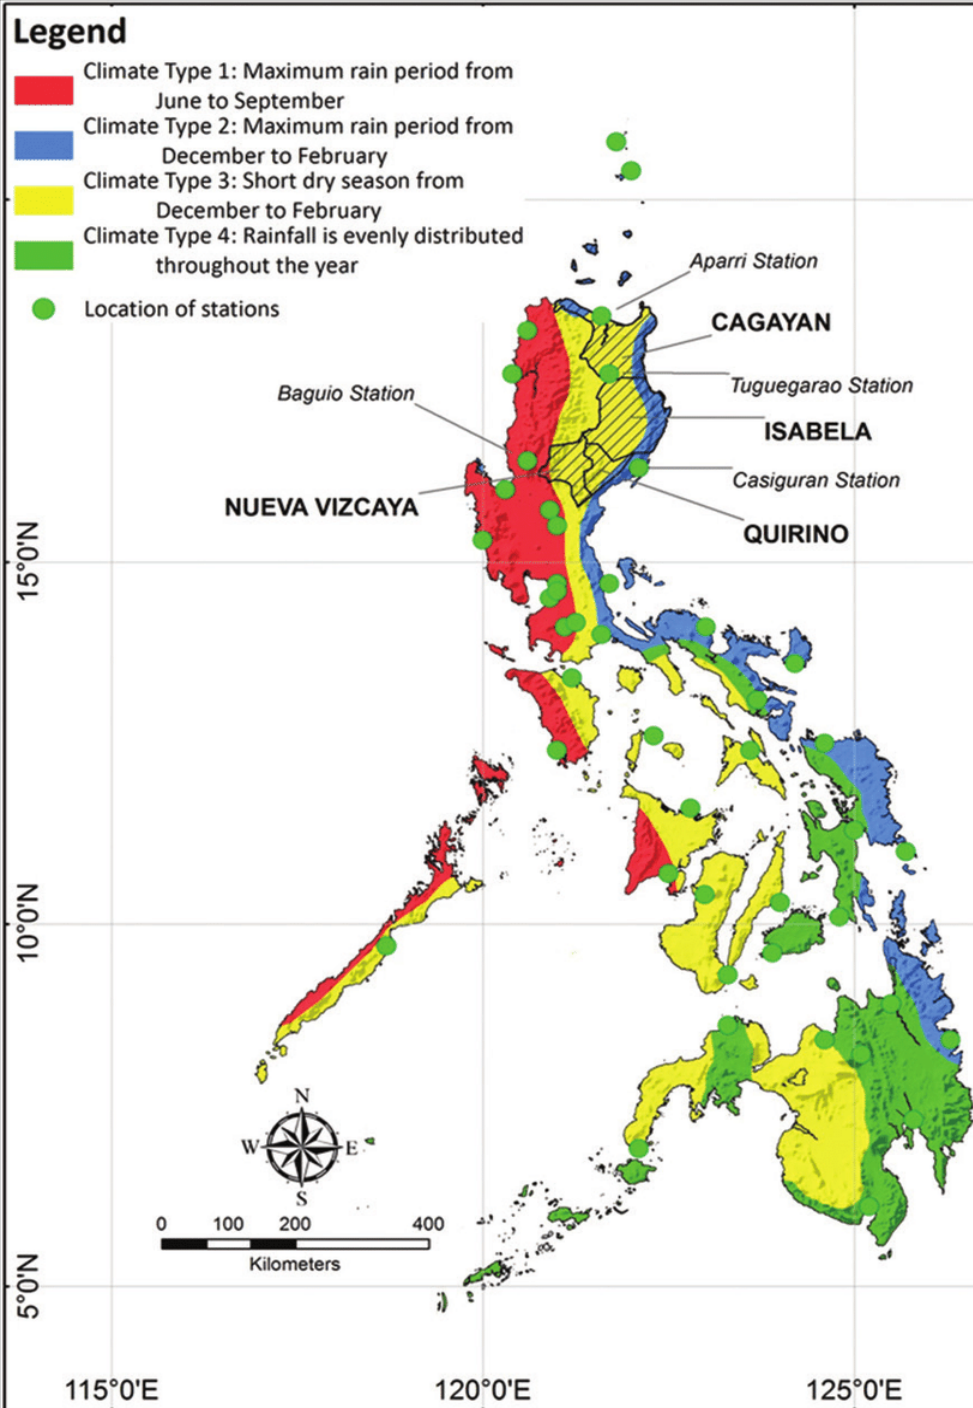 Legend
Climate Type 1: Maximum rain period from
June to September
Climate Type 2: Maximum rain period from
December to February
Climate Type 3: Short dry season from
December to February
Climate Type 4: Rainfall is evenly distributed
throughout the year
Location of stations
Aparri Station
CAGAYAN
Baguio Station
Tuguegarao Station
ISABELA
Casiguran Station
NUEVA VIZCAYA
QUIRINO
15°0'N
10°0'N
N
W E
S
0 100 200 400
Kilometers
5°0'N
115°0'E 120°0'E 125°0'E